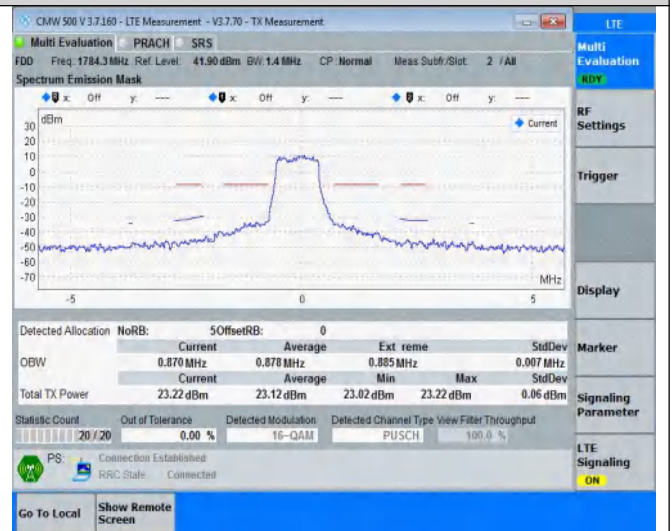 CMW 500 V 3.7.160 - LTE Measurement - V3.7.70 - TX Measurement
LTE
Multi Evaluation PRACH SRS
Multi Evaluation
RDY
FDD Freq: 1784.3 MHz Ref. Level: 41.90 dBm BW: 1.4 MHz CP: Normal Meas Subfr./Slot: 2 / All
Spectrum Emission Mask
x: Off y: --- x: Off y: --- x: Off y: ---
RF Settings
dBm
Current
30
20
10
0
-10
-20
-30
-40
-50
-60
-70
MHz
-5 0 5
Trigger
Display
Detected Allocation NoRB: 5 OffsetRB: 0
Current Average Extreme StdDev
OBW 0.870 MHz 0.878 MHz 0.885 MHz 0.007 MHz
Current Average Min Max StdDev
Total TX Power 23.22 dBm 23.12 dBm 23.02 dBm 23.22 dBm 0.06 dBm
Marker
Signaling Parameter
Statistic Count Out of Tolerance Detected Modulation Detected Channel Type View Filter Throughput
20 / 20 0.00 % 16-QAM PUSCH 100.0 %
PS: Connection Established
RRC State: Connected
LTE Signaling
ON
Go To Local
Show Remote Screen